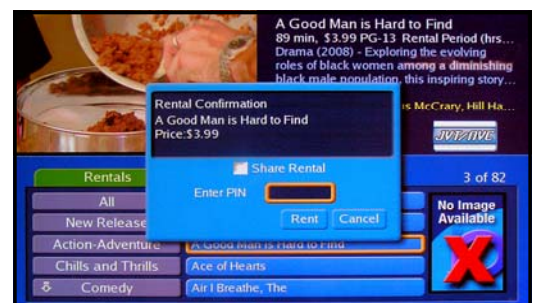 A Good Man is Hard to Find
89 min, $3.99 PG-13 Rental Period (hrs...
Drama (2008) - Exploring the evolving
roles of black women among a diminishing
black male population, this inspiring story...
s McCrary, Hill Ha...
Rental Confirmation
A Good Man is Hard to Find
Price:$3.99
Share Rental
Enter PIN
Rent Cancel
Rentals
3 of 82
All
New Release
Action-Adventure
Chills and Thrills
Comedy
A Good Man is Hard to Find
Ace of Hearts
Air I Breathe, The
No Image
Available
X